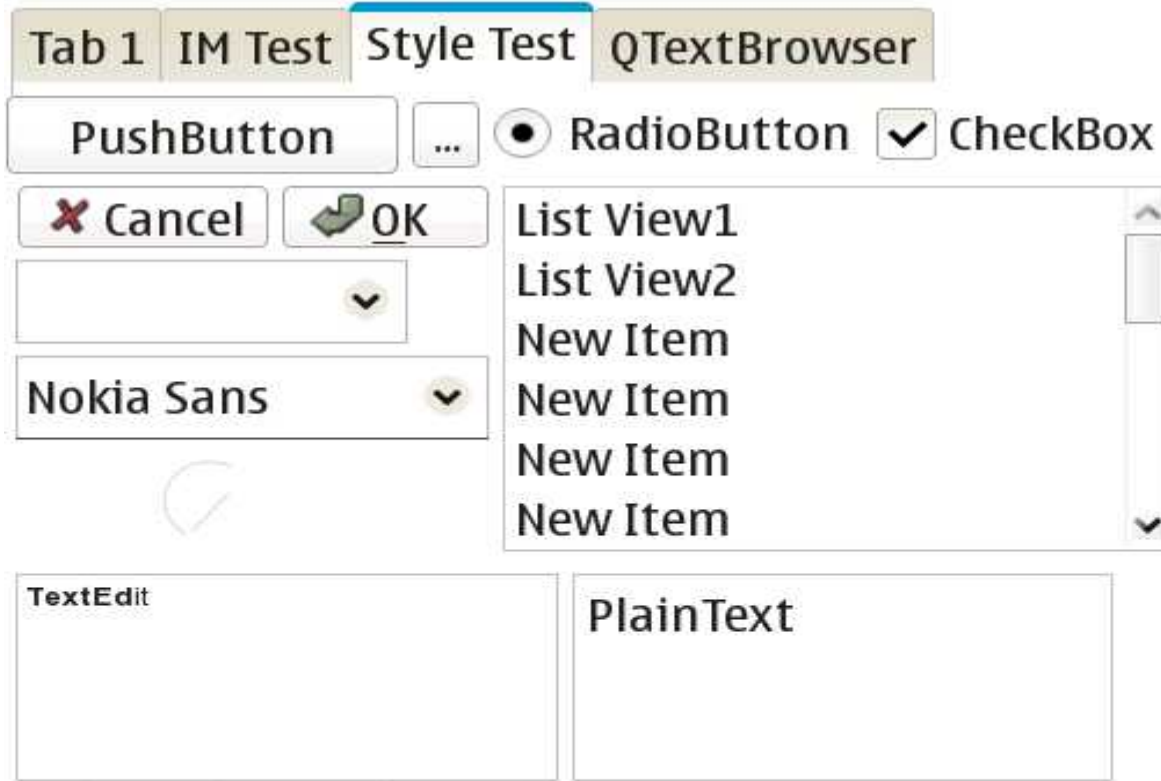 Tab 1 IM Test Style Test QTextBrowser
PushButton ... RadioButton CheckBox
Cancel OK
List View1
List View2
New Item
Nokia Sans
New Item
New Item
New Item
TextEdit
PlainText